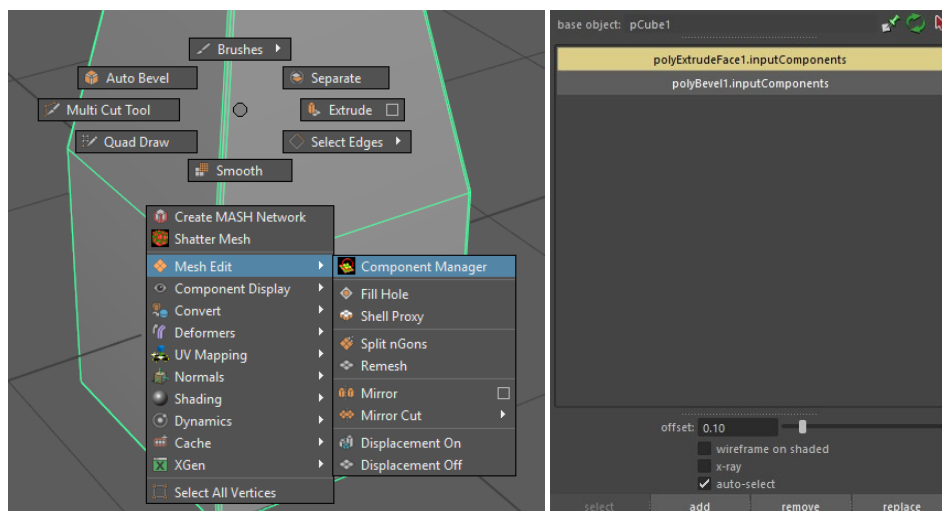 Brushes
Auto Bevel
Separate
Multi Cut Tool
Extrude
Quad Draw
Select Edges
Smooth
Create MASH Network
Shatter Mesh
Mesh Edit
Component Display
Convert
Deformers
UV Mapping
Normals
Shading
Dynamics
Cache
XGen
Select All Vertices
Component Manager
Fill Hole
Shell Proxy
Split nGons
Remesh
Mirror
Mirror Cut
Displacement On
Displacement Off
base object: pCube1
polyExtrudeFace1.inputComponents
polyBevel1.inputComponents
offset: 0.10
wireframe on shaded
x-ray
auto-select
select add remove replace